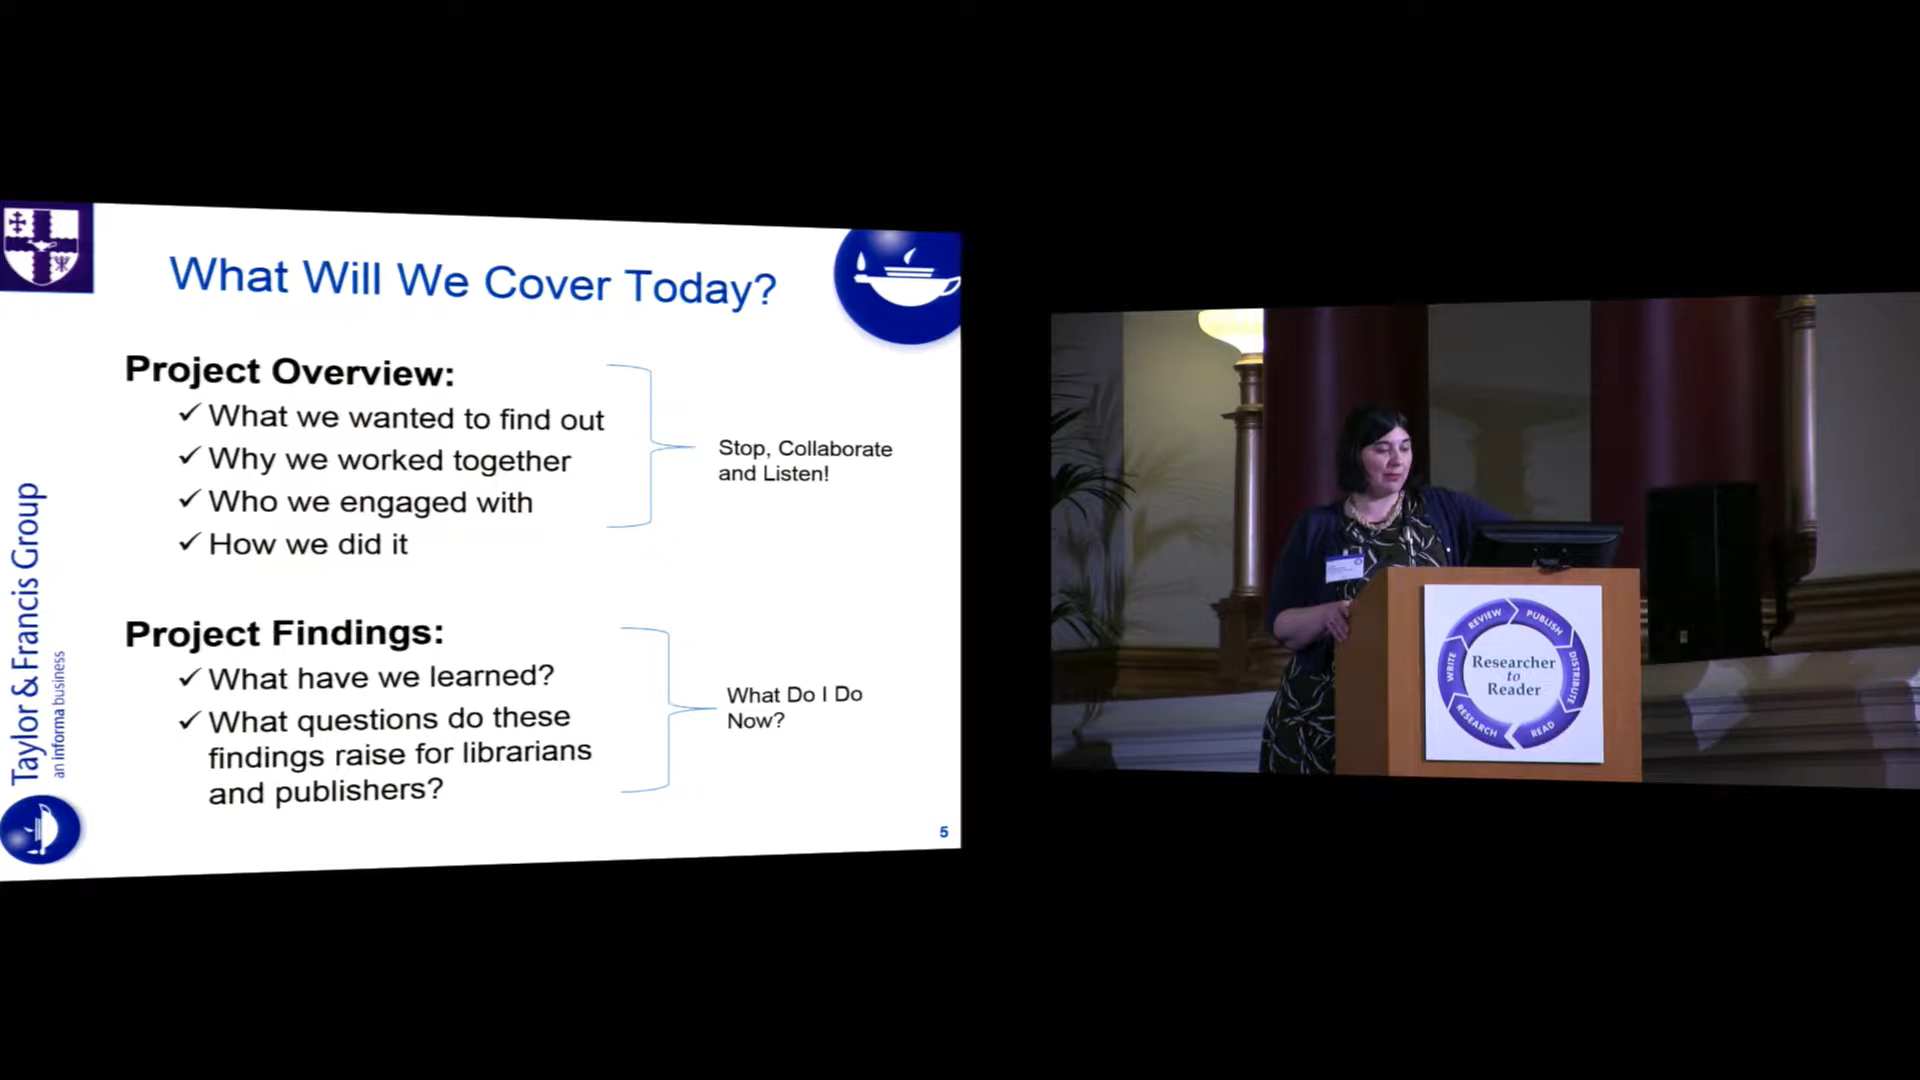 What Will We Cover Today?
Project Overview:
✓ What we wanted to find out
✓ Why we worked together
✓ Who we engaged with
✓ How we did it
Stop, Collaborate
and Listen!
Project Findings:
✓ What have we learned?
✓ What questions do these
findings raise for librarians
and publishers?
What Do I Do
Now?
5
Taylor & Francis Group
an informa business
REVIEW
PUBLISH
DISTRIBUTE
READ
RESEARCH
WRITE
Researcher
to
Reader